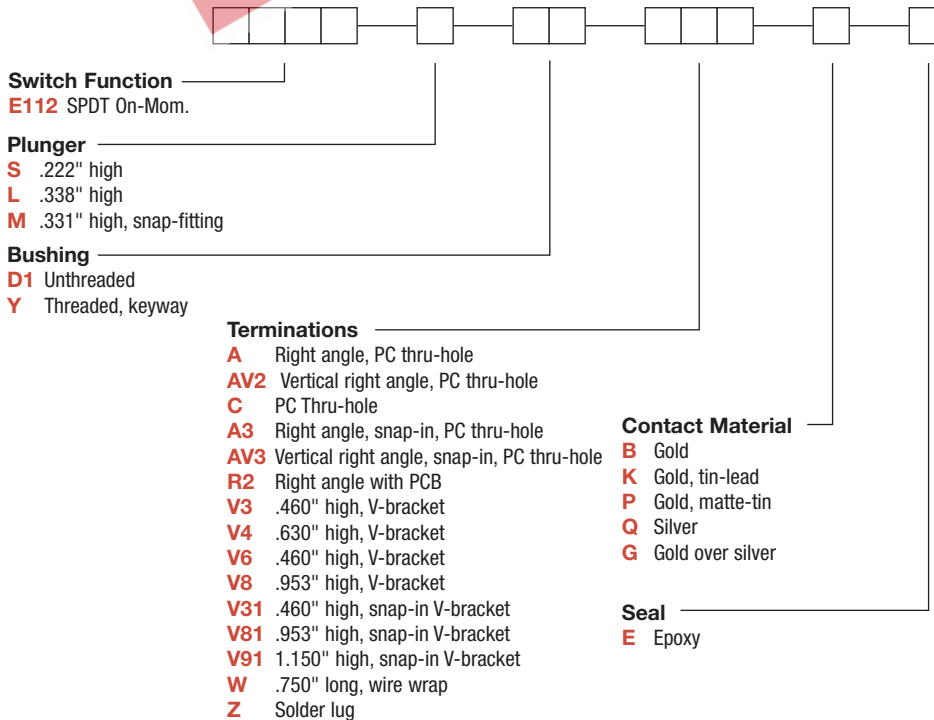 Switch Function
E112 SPDT On-Mom.
Plunger
S .222" high
L .338" high
M .331" high, snap-fitting
Bushing
D1 Unthreaded
Y Threaded, keyway
Terminations
A Right angle, PC thru-hole
AV2 Vertical right angle, PC thru-hole
C PC Thru-hole
A3 Right angle, snap-in, PC thru-hole
AV3 Vertical right angle, snap-in, PC thru-hole
R2 Right angle with PCB
V3 .460" high, V-bracket
V4 .630" high, V-bracket
V6 .460" high, V-bracket
V8 .953" high, V-bracket
V31 .460" high, snap-in V-bracket
V81 .953" high, snap-in V-bracket
V91 1.150" high, snap-in V-bracket
W .750" long, wire wrap
Z Solder lug
Contact Material
B Gold
K Gold, tin-lead
P Gold, matte-tin
Q Silver
G Gold over silver
Seal
E Epoxy